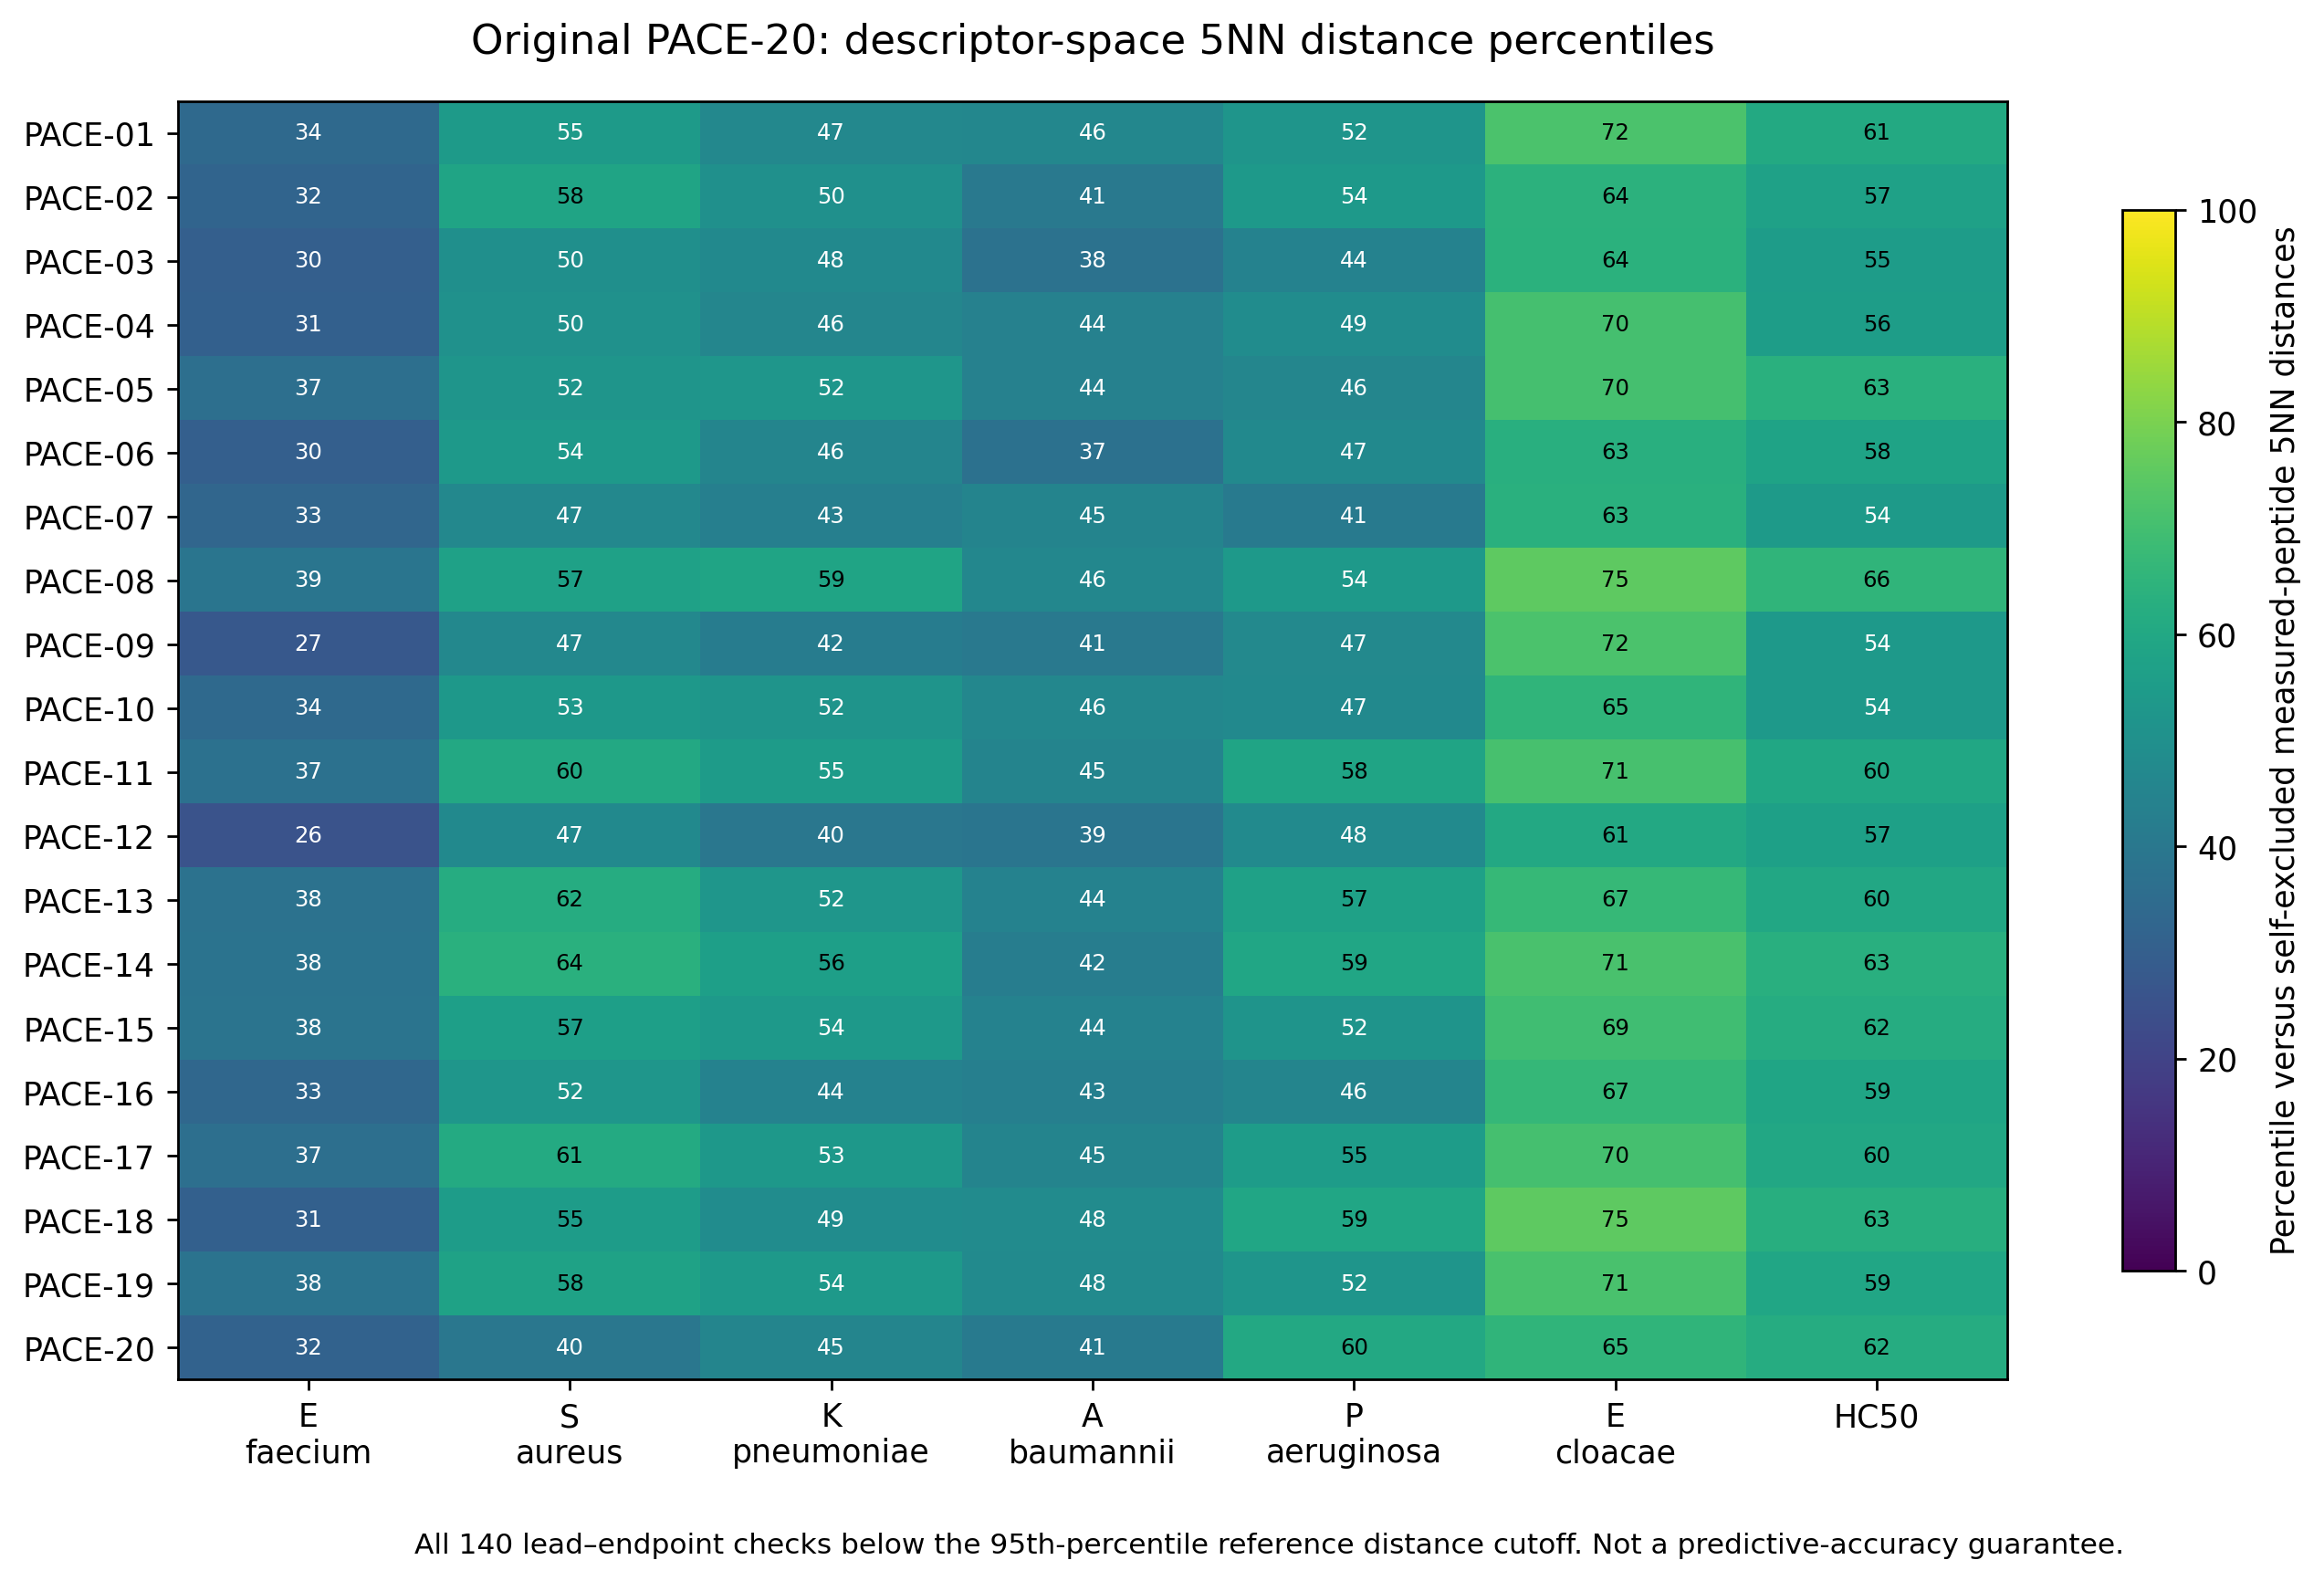 Original PACE-20: descriptor-space 5NN distance percentiles
PACE-01 34 55 47 46 52 72 61
PACE-02 32 58 50 41 54 64 57
PACE-03 30 50 48 38 44 64 55
PACE-04 31 50 46 44 49 70 56
PACE-05 37 52 52 44 46 70 63
PACE-06 30 54 46 37 47 63 58
PACE-07 33 47 43 45 41 63 54
PACE-08 39 57 59 46 54 75 66
PACE-09 27 47 42 41 47 72 54
PACE-10 34 53 52 46 47 65 54
PACE-11 37 60 55 45 58 71 60
PACE-12 26 47 40 39 48 61 57
PACE-13 38 62 52 44 57 67 60
PACE-14 38 64 56 42 59 71 63
PACE-15 38 57 54 44 52 69 62
PACE-16 33 52 44 43 46 67 59
PACE-17 37 61 53 45 55 70 60
PACE-18 31 55 49 48 59 75 63
PACE-19 38 58 54 48 52 71 59
PACE-20 32 40 45 41 60 65 62
E S K A P E HC50
faecium aureus pneumoniae baumannii aeruginosa cloacae
100
80
60
40
20
0
Percentile versus self-excluded measured-peptide 5NN distances
All 140 lead–endpoint checks below the 95th-percentile reference distance cutoff. Not a predictive-accuracy guarantee.